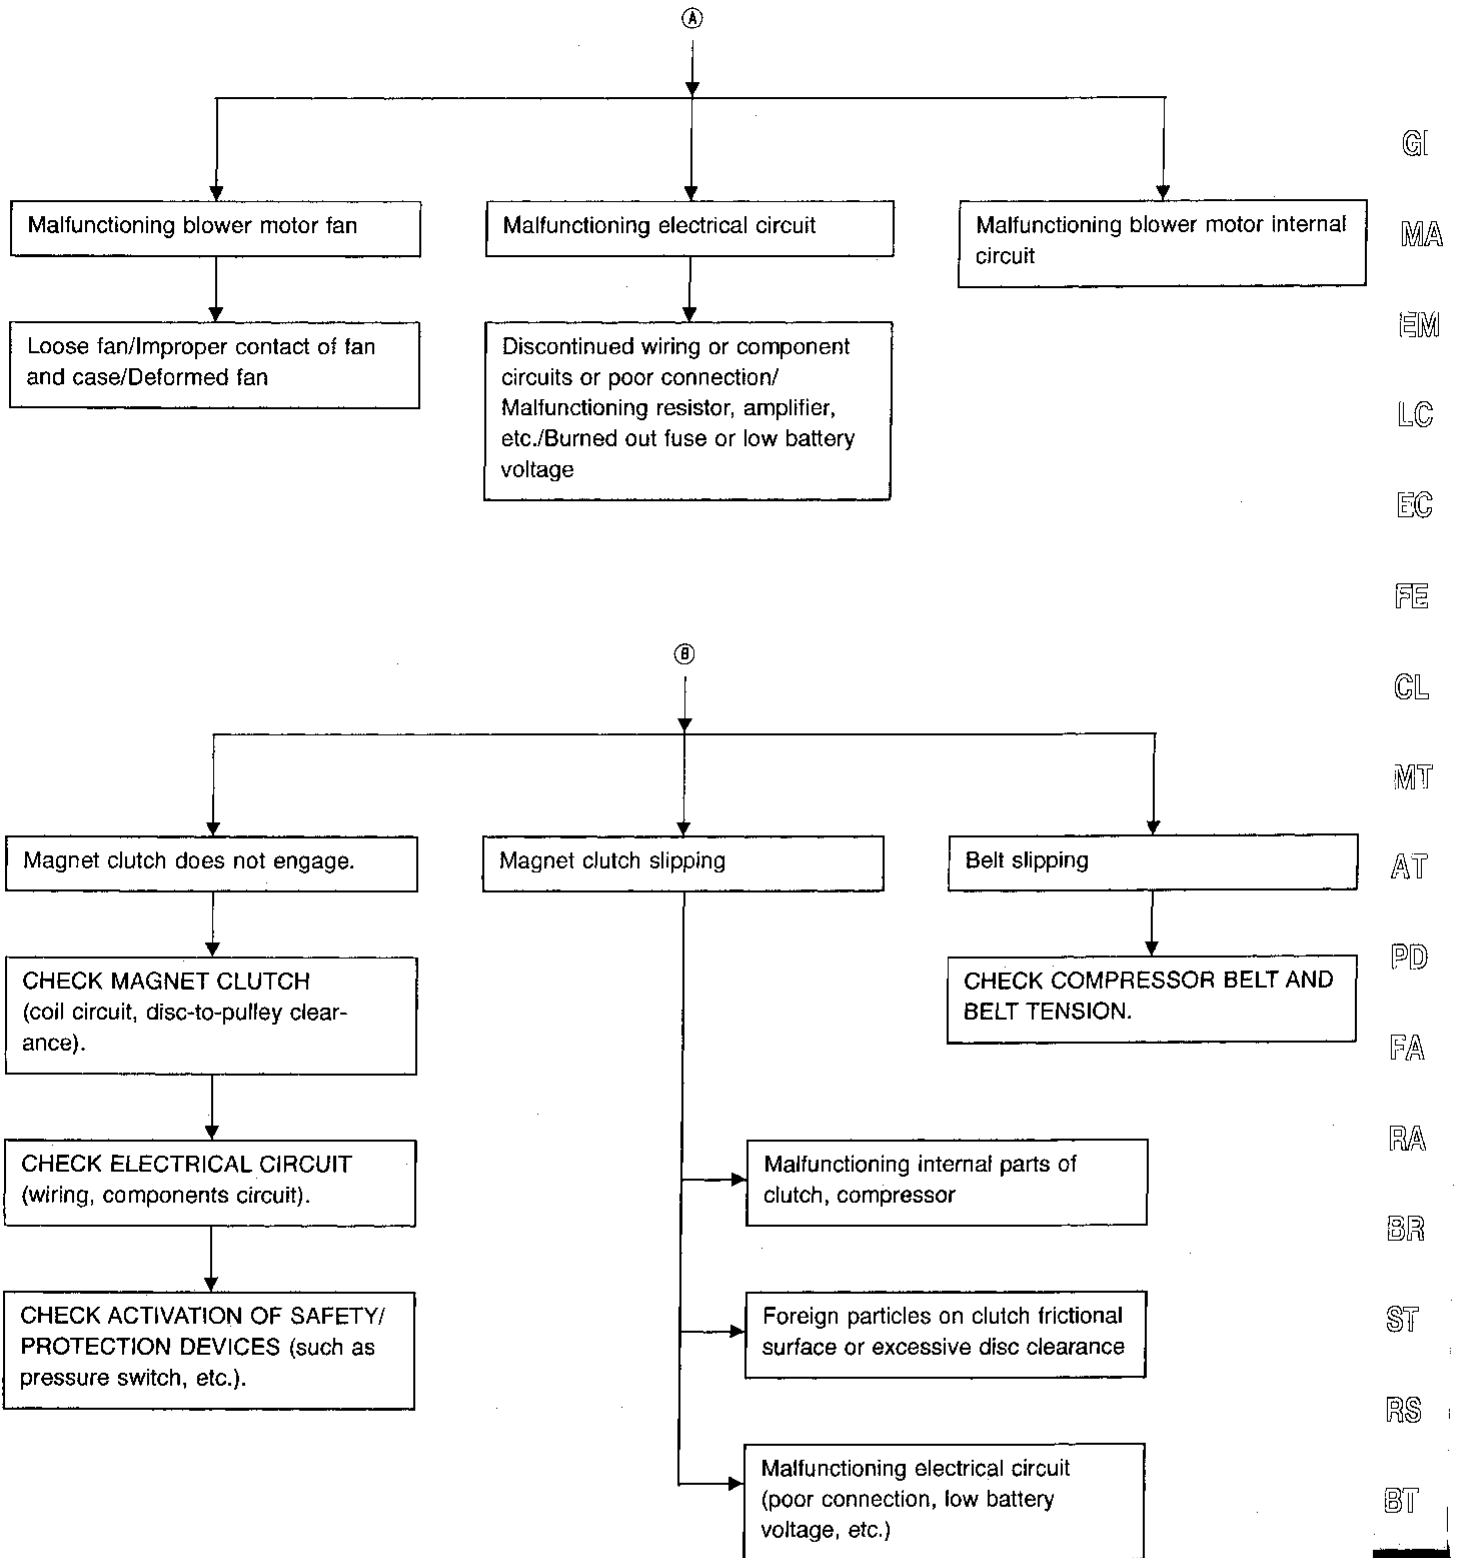 A
Malfunctioning blower motor fan
Malfunctioning electrical circuit
Malfunctioning blower motor internal
circuit
Loose fan/Improper contact of fan
and case/Deformed fan
Discontinued wiring or component
circuits or poor connection/
Malfunctioning resistor, amplifier,
etc./Burned out fuse or low battery
voltage
B
Magnet clutch does not engage.
Magnet clutch slipping
Belt slipping
CHECK MAGNET CLUTCH
(coil circuit, disc-to-pulley clear-
ance).
CHECK COMPRESSOR BELT AND
BELT TENSION.
CHECK ELECTRICAL CIRCUIT
(wiring, components circuit).
Malfunctioning internal parts of
clutch, compressor
CHECK ACTIVATION OF SAFETY/
PROTECTION DEVICES (such as
pressure switch, etc.).
Foreign particles on clutch frictional
surface or excessive disc clearance
Malfunctioning electrical circuit
(poor connection, low battery
voltage, etc.)
GI
MA
EM
LC
EC
FE
CL
MT
AT
PD
FA
RA
BR
ST
RS
BT